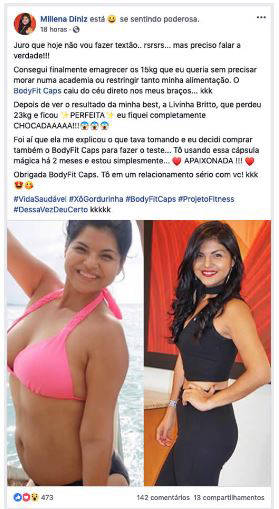 Millena Diniz está 😀 se sentindo poderosa.
18 horas ·
Juro que hoje não vou fazer textão.. rsrsrs... mas preciso falar a
verdade!!!
Consegui finalmente emagrecer os 15kg que eu queria sem precisar
morar numa academia ou restringir tanto minha alimentação. O
BodyFit Caps caiu do céu direto nos meus braços... kkk
Depois de ver o resultado da minha best, a Livinha Britto, que perdeu
23kg e ficou ✨PERFEITA✨ eu fiquei completamente
CHOCADAAAAA!!!😱😱😱
Foi aí que ela me explicou o que tava tomando e eu decidi comprar
também o BodyFit Caps para fazer o teste... Tô usando essa cápsula
mágica há 2 meses e estou simplesmente... ❤️ APAIXONADA !!! ❤️
Obrigada BodyFit Caps. Tô em um relacionamento sério com vc! kkk
😍😋
#VidaSaudável #XôGordurinha #BodyFitCaps #ProjetoFitness
#DessaVezDeuCerto kkkkk
473
142 comentários 13 compartilhamentos